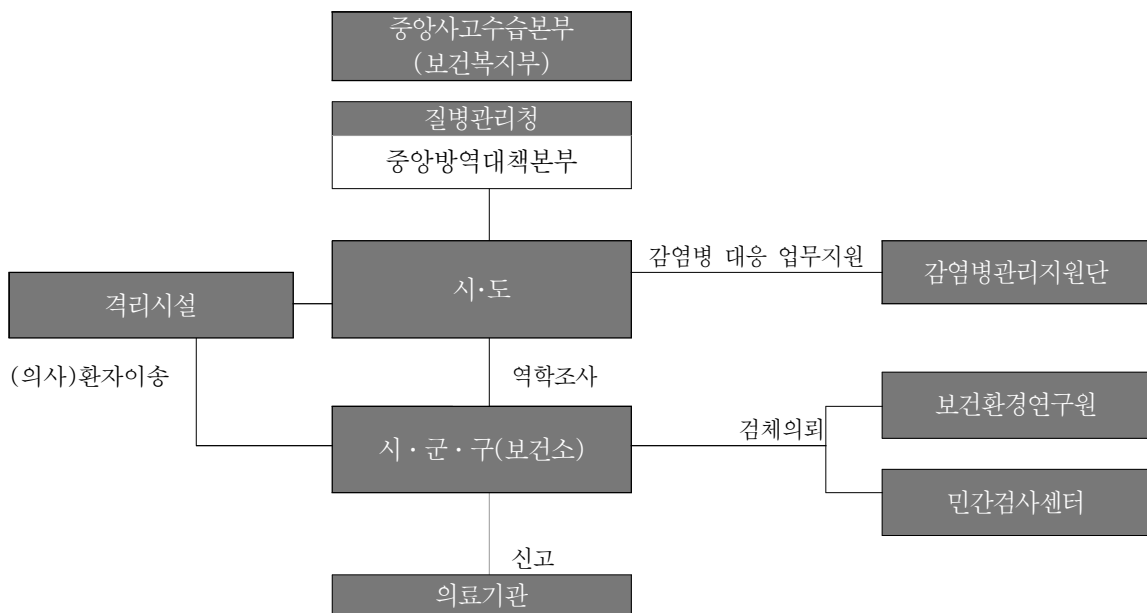 중앙사고수습본부
(보건복지부)
질병관리청
중앙방역대책본부
감염병 대응 업무지원
격리시설
시·도
감염병관리지원단
(의사)환자이송
역학조사
보건환경연구원
검체의뢰
시·군·구(보건소)
민간검사센터
신고
의료기관